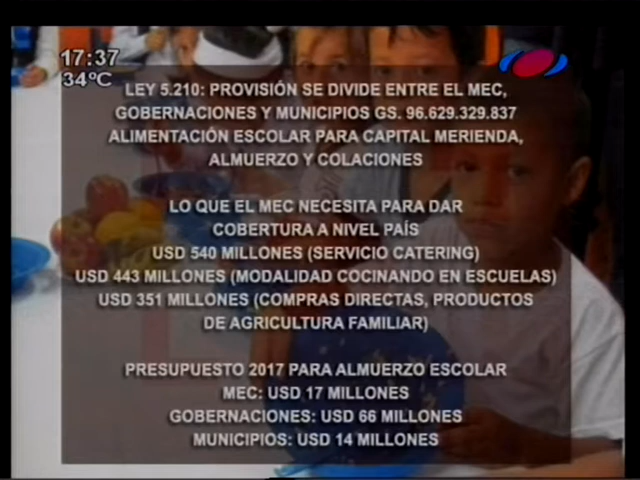 17:37
34ºC
LEY 5.210: PROVISIÓN SE DIVIDE ENTRE EL MEC,
GOBERNACIONES Y MUNICIPIOS GS. 96.629.329.837
ALIMENTACIÓN ESCOLAR PARA CAPITAL MERIENDA,
ALMUERZO Y COLACIONES
LO QUE EL MEC NECESITA PARA DAR
COBERTURA A NIVEL PAÍS
USD 540 MILLONES (SERVICIO CATERING)
USD 443 MILLONES (MODALIDAD COCINANDO EN ESCUELAS)
USD 351 MILLONES (COMPRAS DIRECTAS, PRODUCTOS
DE AGRICULTURA FAMILIAR)
PRESUPUESTO 2017 PARA ALMUERZO ESCOLAR
MEC: USD 17 MILLONES
GOBERNACIONES: USD 66 MILLONES
MUNICIPIOS: USD 14 MILLONES